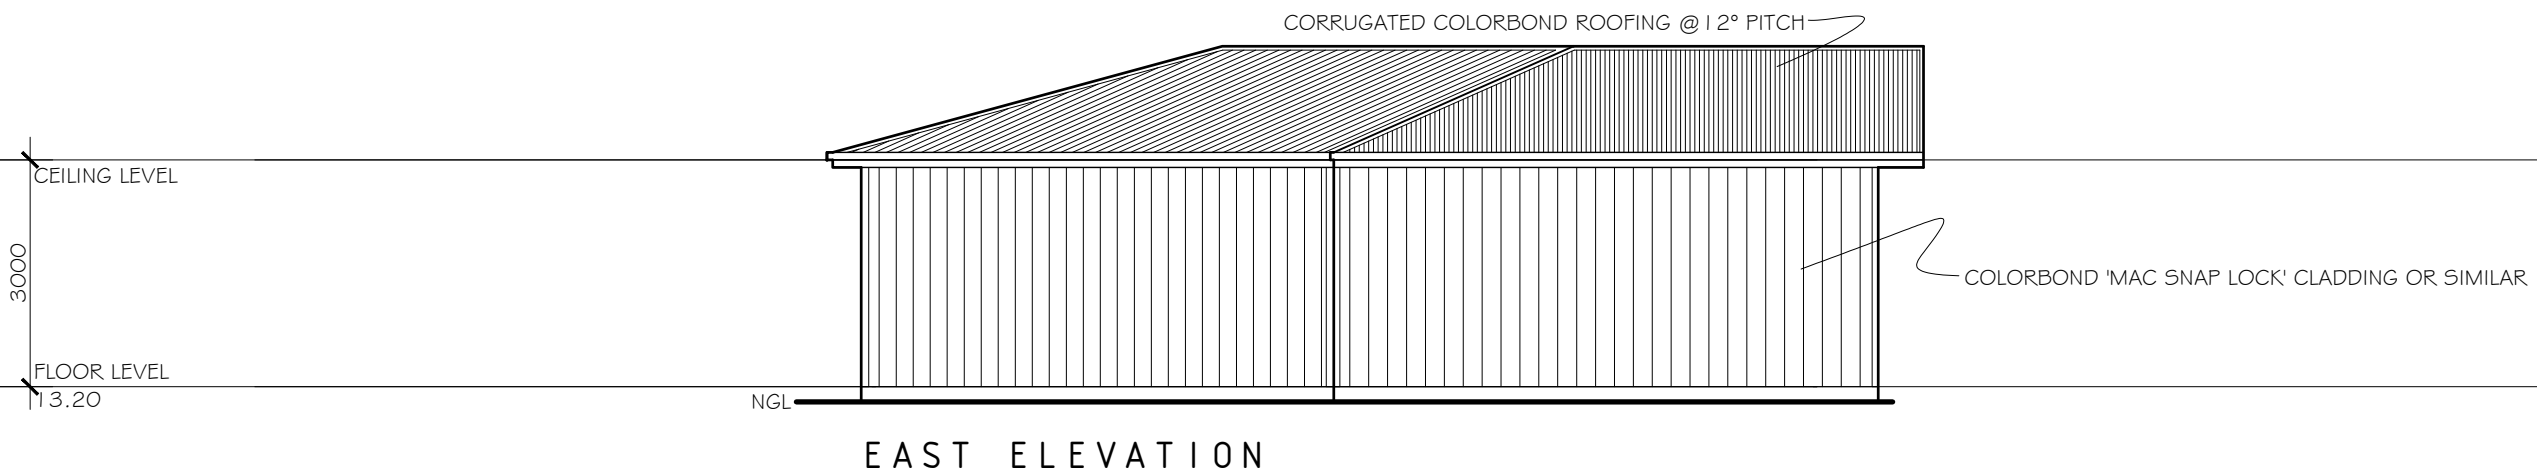 CORRUGATED COLORBOND ROOFING @ 12° PITCH
CEILING LEVEL
3000
COLORBOND 'MAC SNAP LOCK' CLADDING OR SIMILAR
FLOOR LEVEL
13.20
NGL
EAST ELEVATION